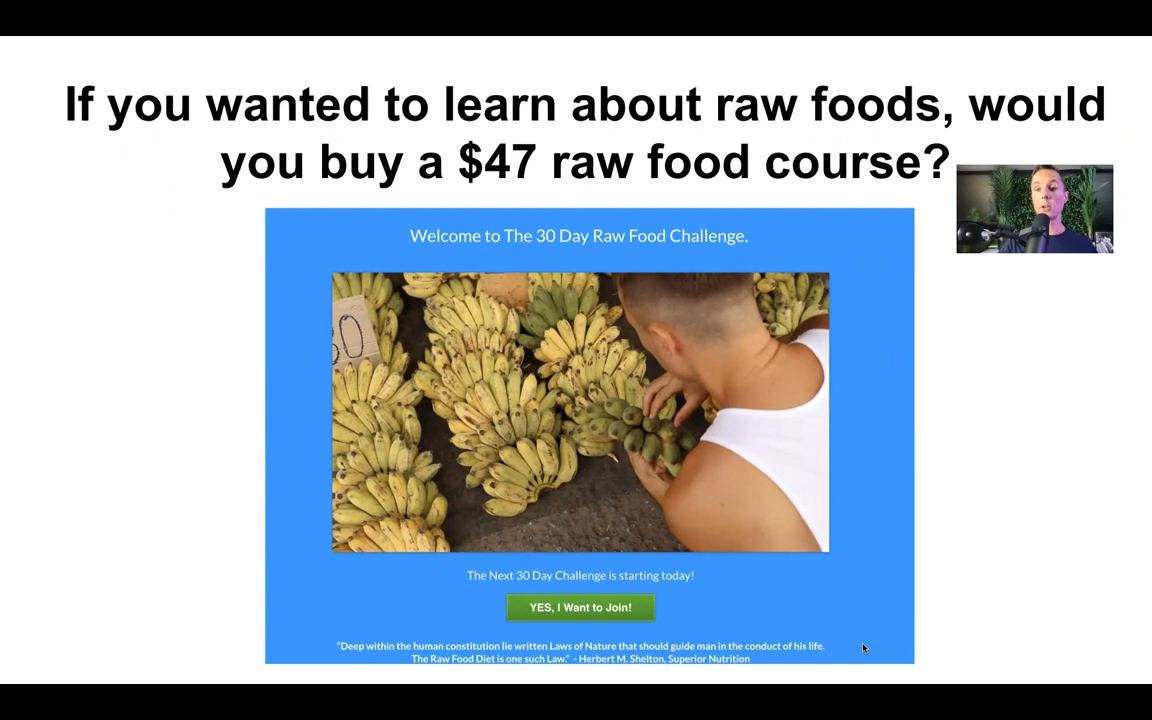 If you wanted to learn about raw foods, would
you buy a $47 raw food course?
Welcome to The 30 Day Raw Food Challenge.
30
The Next 30 Day Challenge is starting today!
YES, I Want to Join!
“Deep within the human constitution lie written Laws of Nature that should guide man in the conduct of his life.
The Raw Food Diet is one such Law.” - Herbert M. Shelton, Superior Nutrition